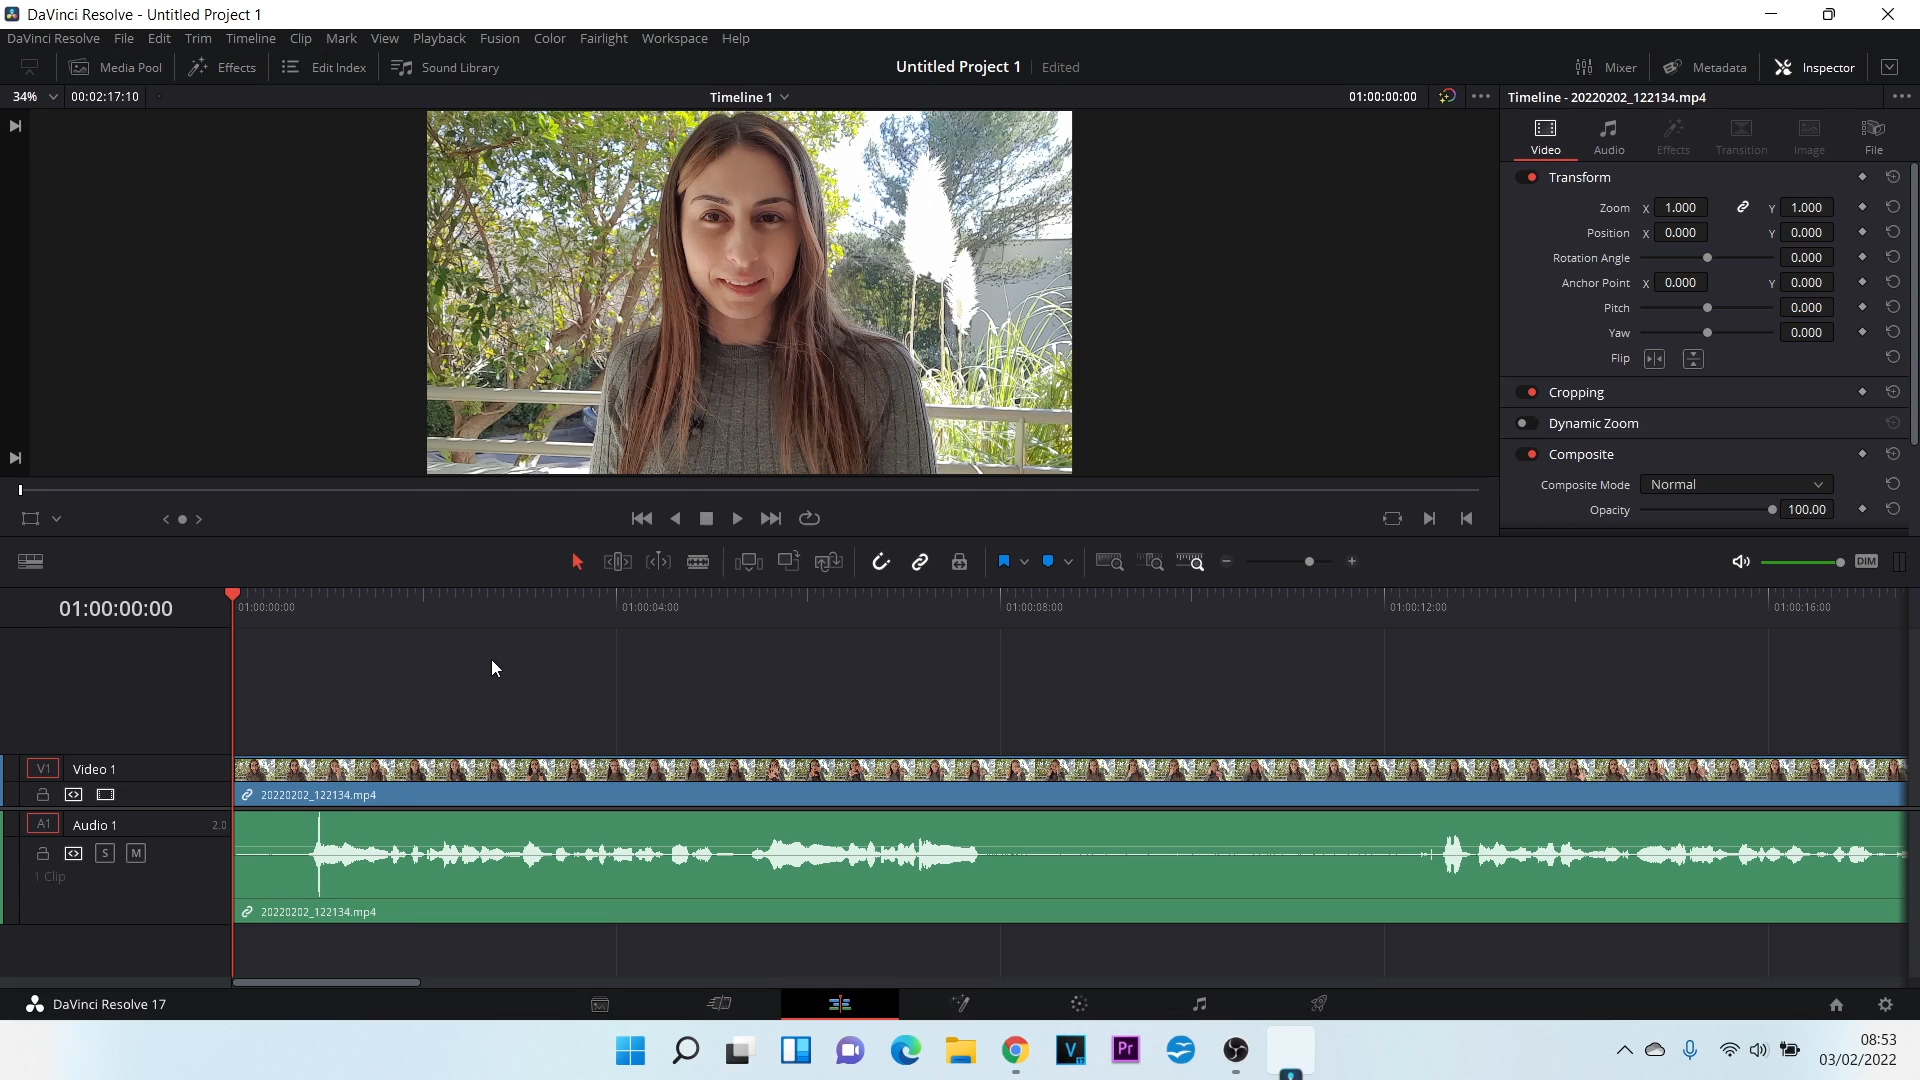 DaVinci Resolve - Untitled Project 1
DaVinci Resolve File Edit Trim Timeline Clip Mark View Playback Fusion Color Fairlight Workspace Help
Media Pool Effects Edit Index Sound Library Untitled Project 1 Edited Mixer Metadata Inspector
34% 00:02:17:10 Timeline 1 01:00:00:00 Timeline - 20220202_122134.mp4
Video Audio Effects Transition Image File
Transform
Zoom X 1.000 Y 1.000
Position X 0.000 Y 0.000
Rotation Angle 0.000
Anchor Point X 0.000 Y 0.000
Pitch 0.000
Yaw 0.000
Flip
Cropping
Dynamic Zoom
Composite
Composite Mode Normal
Opacity 100.00
DIM
01:00:00:00 01:00:00:00 01:00:04:00 01:00:08:00 01:00:12:00 01:00:16:00
V1 Video 1
20220202_122134.mp4
A1 Audio 1 2.0
S M
1 Clip
20220202_122134.mp4
DaVinci Resolve 17
V Pr
08:53
03/02/2022